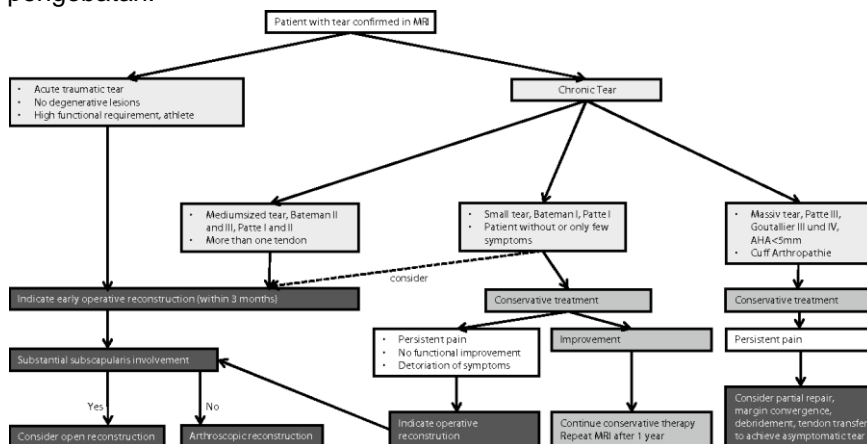 pengobatan.
Patient with tear confirmed in MRI
• Acute traumatic tear
• No degenerative lesions
• High functional requirement, athlete
Chronic Tear
• Mediumsized tear, Bateman II
and III, Patte I and II
• More than one tendon
• Small tear, Bateman I, Patte I
• Patient without or only few
symptoms
• Massiv tear, Patte III,
Goutallier III und IV,
AHA<5mm
• Cuff Arthropathie
consider
Indicate early operative reconstruction (within 3 months)
Conservative treatment
Conservative treatment
• Persistent pain
• No functional improvement
• Detoriation of symptoms
Improvement
Persistent pain
Substantial subscapularis involvement
Yes
No
Consider open reconstruction
Arthroscopic reconstruction
Indicate operative
reconstrution
Continue conservative therapy
Repeat MRI after 1 year
Consider partial repair,
margin convergence,
debridement, tendon transfer
to achieve asymptomatic tear